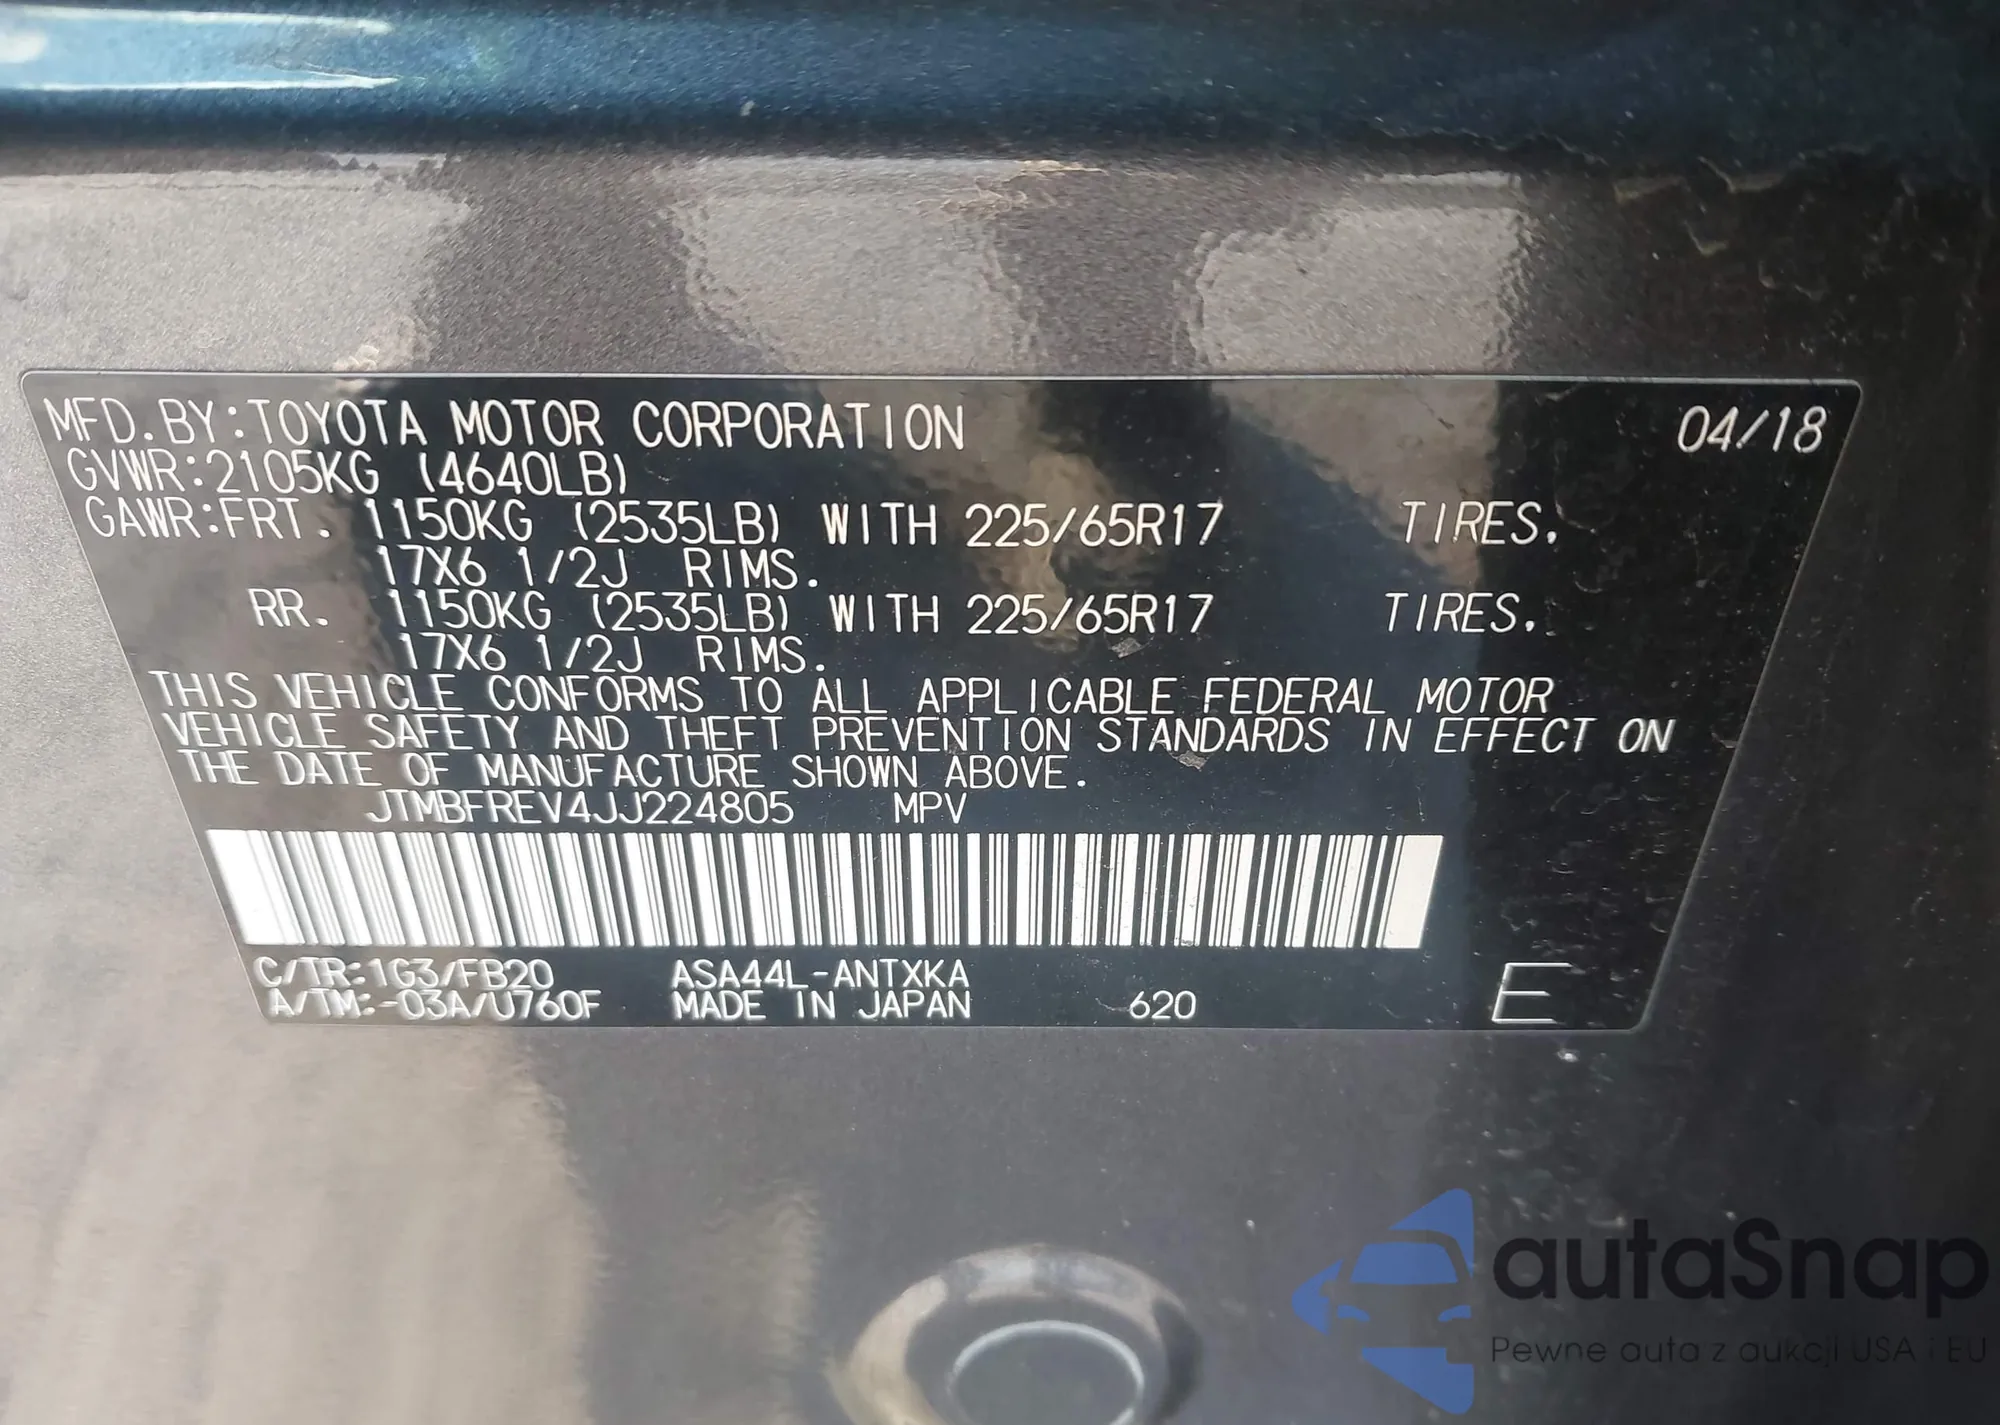 MFD.BY:TOYOTA MOTOR CORPORATION 04/18
GVWR:2105KG (4640LB)
GAWR:FRT. 1150KG (2535LB) WITH 225/65R17 TIRES,
17X6 1/2J RIMS.
RR. 1150KG (2535LB) WITH 225/65R17 TIRES,
17X6 1/2J RIMS.
THIS VEHICLE CONFORMS TO ALL APPLICABLE FEDERAL MOTOR
VEHICLE SAFETY AND THEFT PREVENTION STANDARDS IN EFFECT ON
THE DATE OF MANUFACTURE SHOWN ABOVE.
JTMBFREV4JJ224805 MPV
C/TR:1G3/FB20 ASA44L-ANTXKA
A/TM:-03A/U760F MADE IN JAPAN 620 E
autaSnap
Pewne auta z aukcji USA i EU